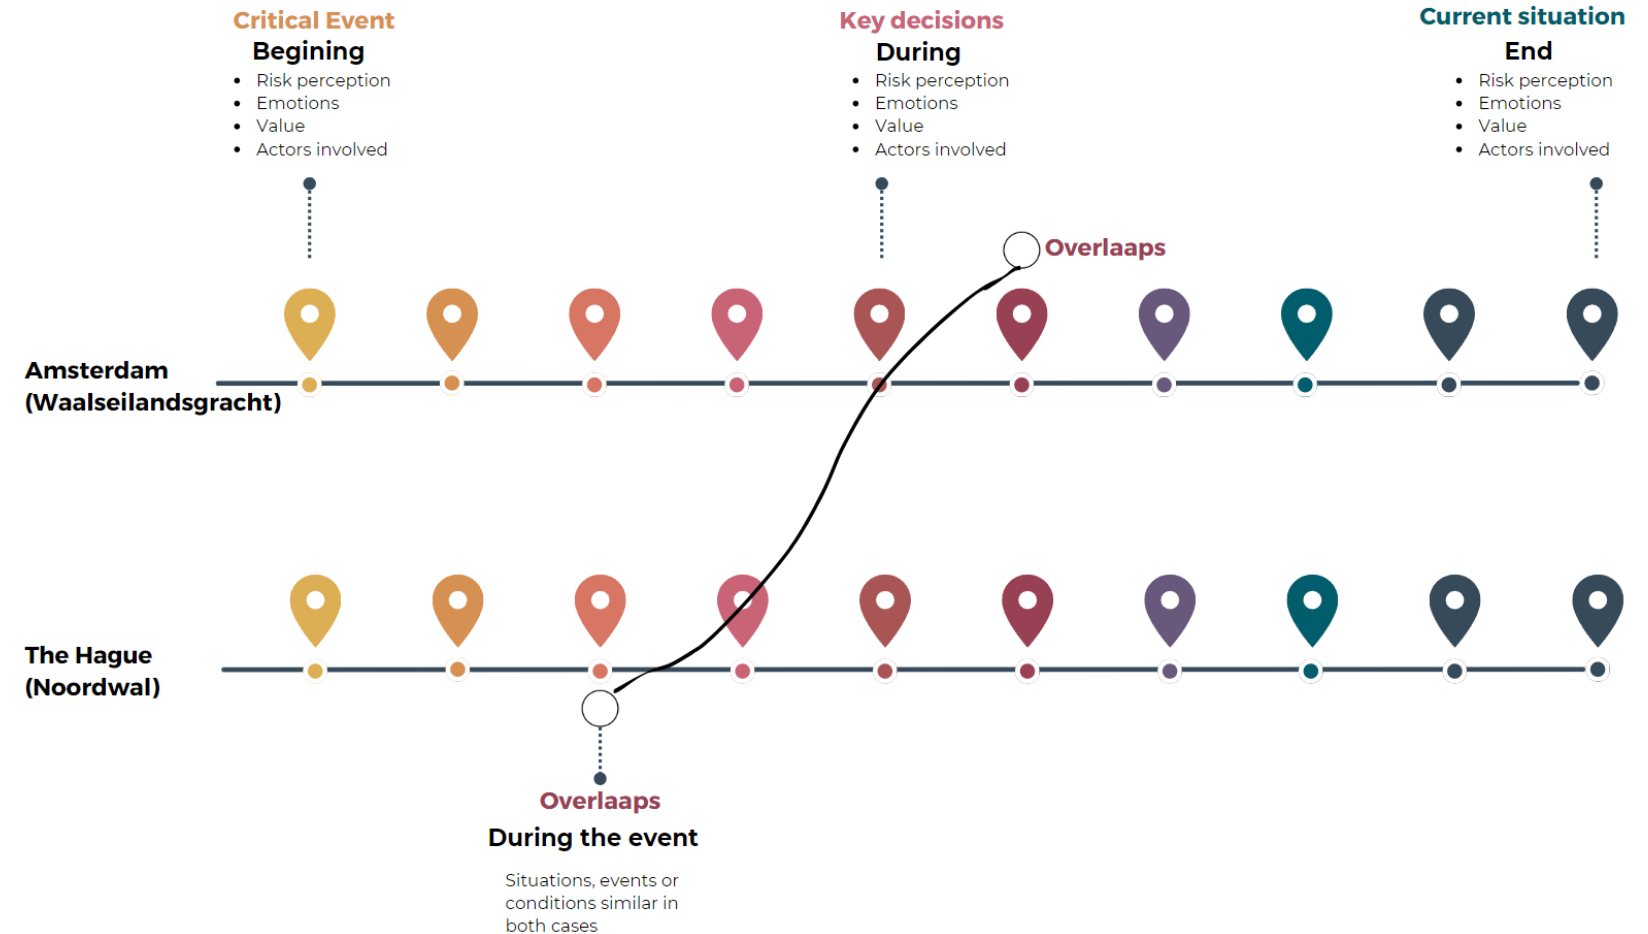 Critical Event
Begining
• Risk perception
• Emotions
• Value
• Actors involved
Key decisions
During
• Risk perception
• Emotions
• Value
• Actors involved
Current situation
End
• Risk perception
• Emotions
• Value
• Actors involved
Overlaaps
Amsterdam
(Waalseilandsgracht)
The Hague
(Noordwal)
Overlaaps
During the event
Situations, events or
conditions similar in
both cases